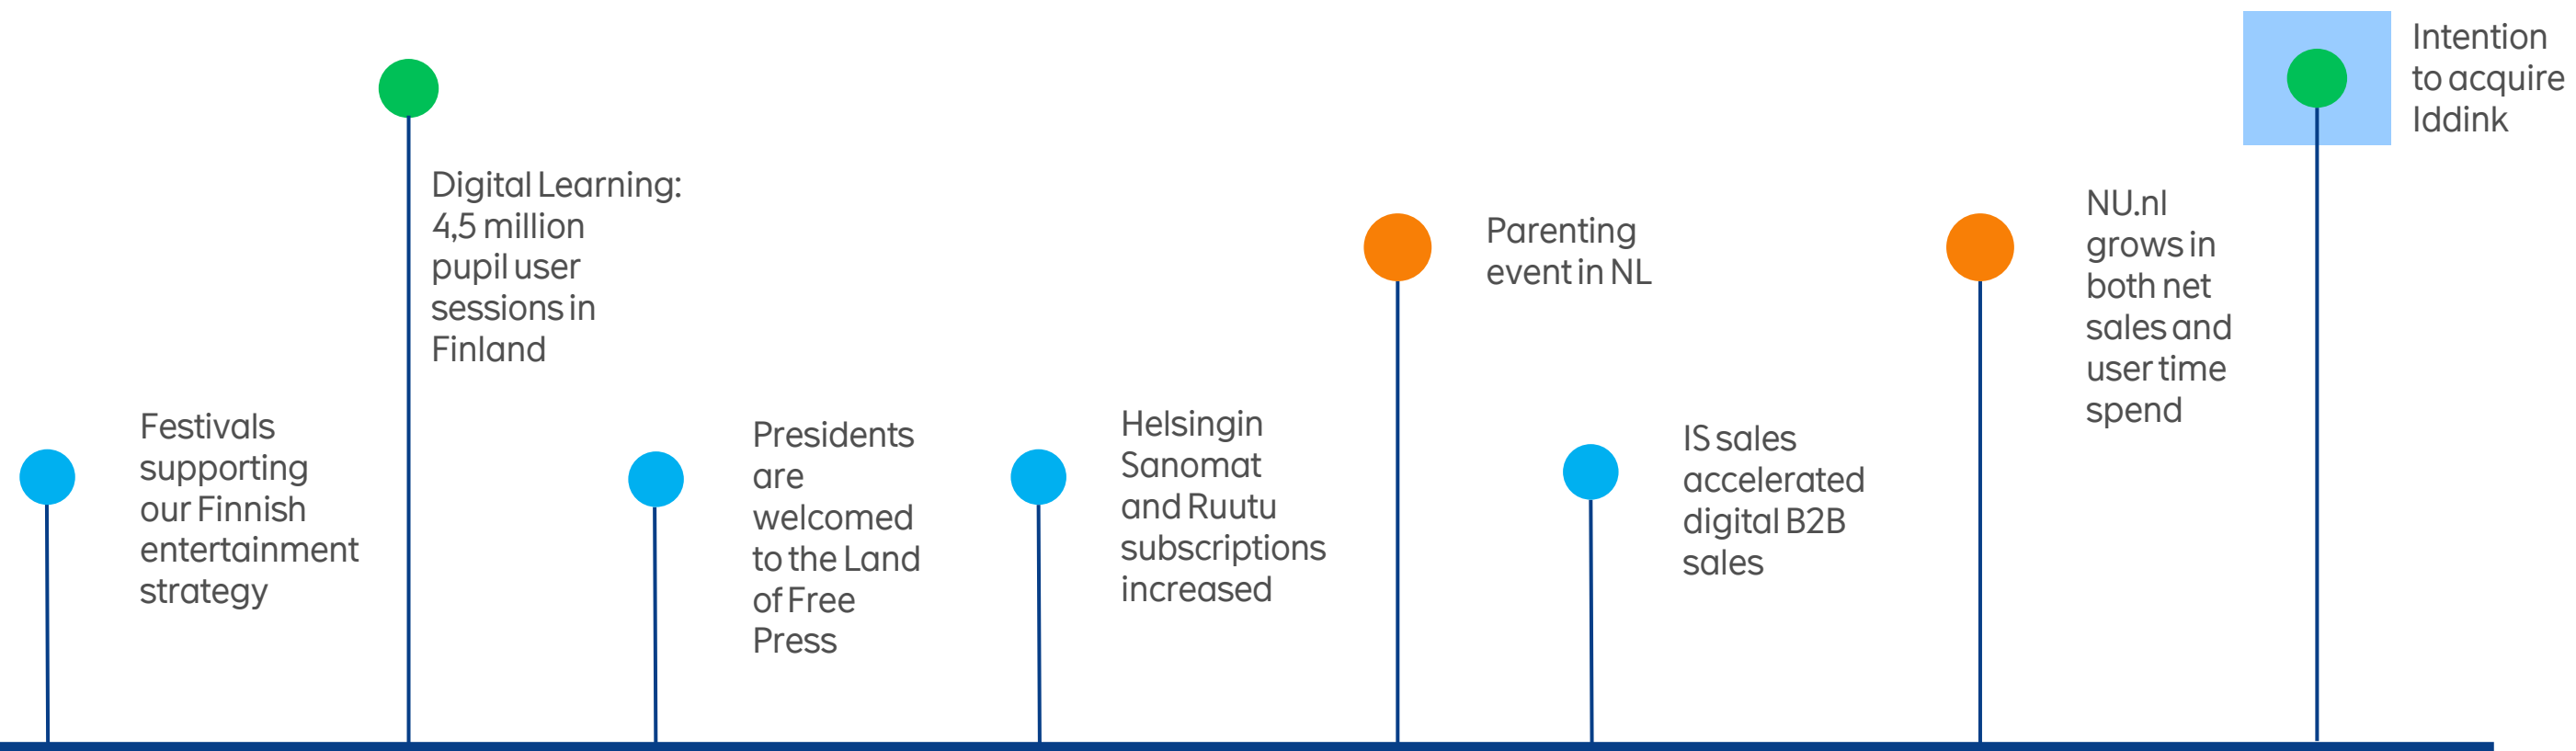 Festivals
supporting
our Finnish
entertainment
strategy
Digital Learning:
4,5 million
pupil user
sessions in
Finland
Presidents
are
welcomed
to the Land
of Free
Press
Helsingin
Sanomat
and Ruutu
subscriptions
increased
Parenting
event in NL
IS sales
accelerated
digital B2B
sales
NU.nl
grows in
both net
sales and
user time
spend
Intention
to acquire
Iddink